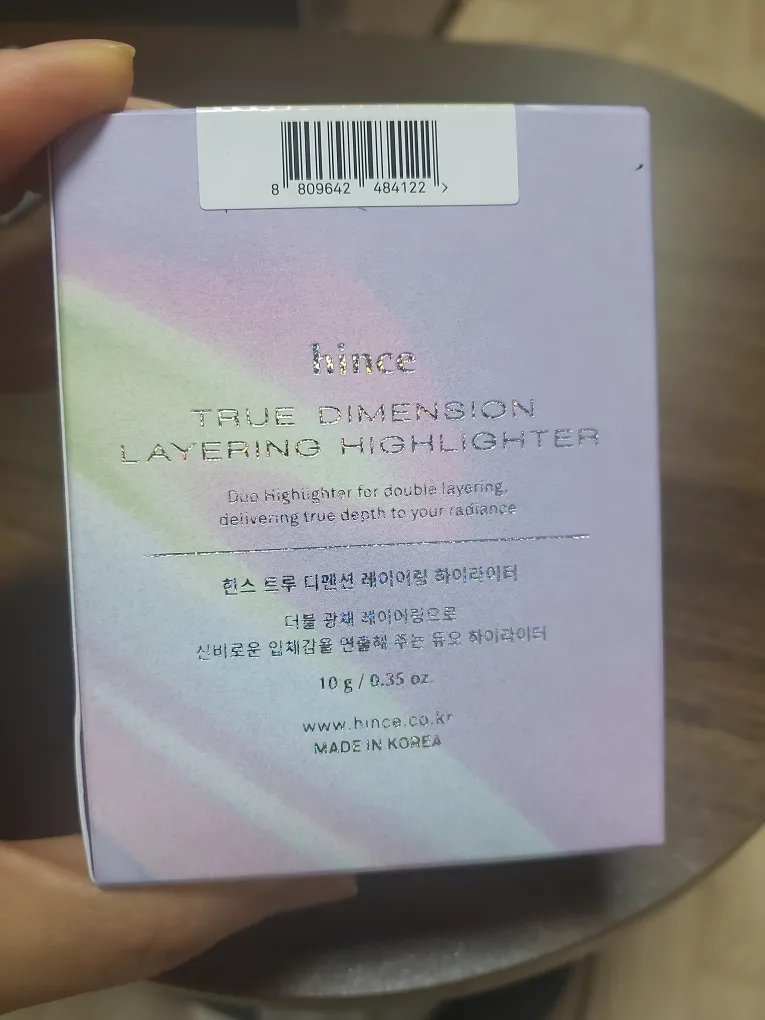 8 809642 484122 >
hince
TRUE DIMENSION
LAYERING HIGHLIGHTER
Duo Highlighter for double layering,
delivering true depth to your radiance
힌스 트루 디멘션 레이어링 하이라이터
더블 광채 레이어링으로
신비로운 입체감을 연출해 주는 듀오 하이라이터
10 g / 0.35 oz.
www.hince.co.kr
MADE IN KOREA